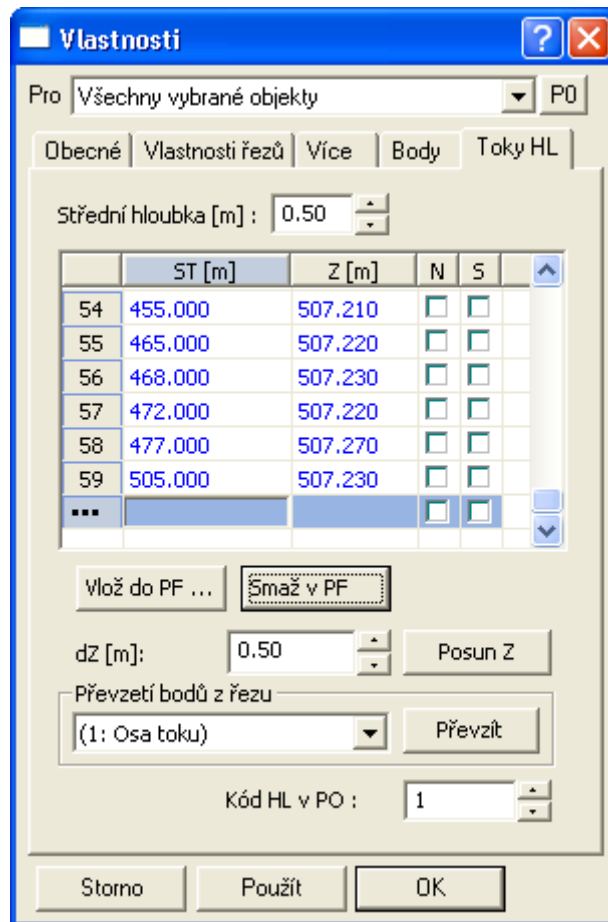 Vlastnosti
Pro Všechny vybrané objekty P0
Obecné Vlastnosti řezů Více Body Toky HL
Střední hloubka [m] : 0.50
ST [m] Z [m] N S
54 455.000 507.210
55 465.000 507.220
56 468.000 507.230
57 472.000 507.220
58 477.000 507.270
59 505.000 507.230
...
Vlož do PF ... Smaž v PF
dZ [m]: 0.50 Posun Z
Převzetí bodů z řezu
(1: Osa toku) Převzít
Kód HL v PO : 1
Storno Použít OK